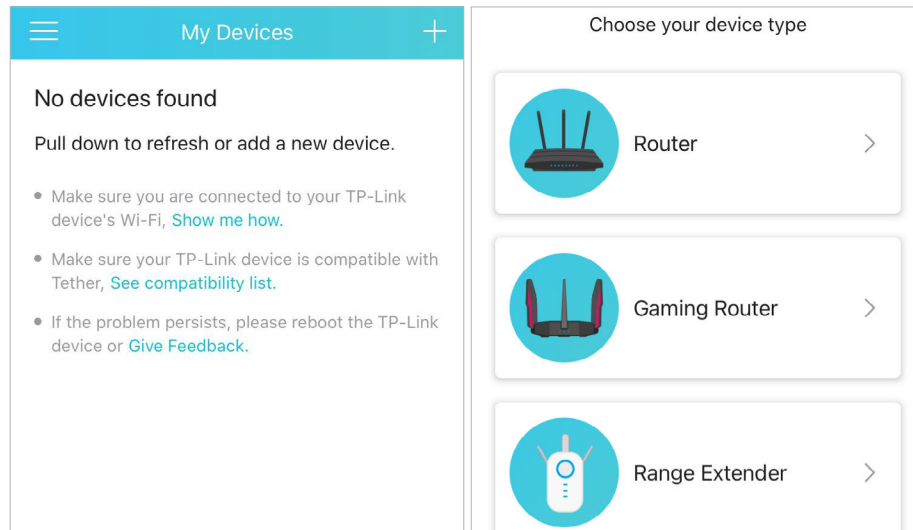 My Devices
No devices found
Pull down to refresh or add a new device.
Make sure you are connected to your TP-Link
device's Wi-Fi, Show me how.
Make sure your TP-Link device is compatible with
Tether, See compatibility list.
If the problem persists, please reboot the TP-Link
device or Give Feedback.
Choose your device type
Router
Gaming Router
Range Extender